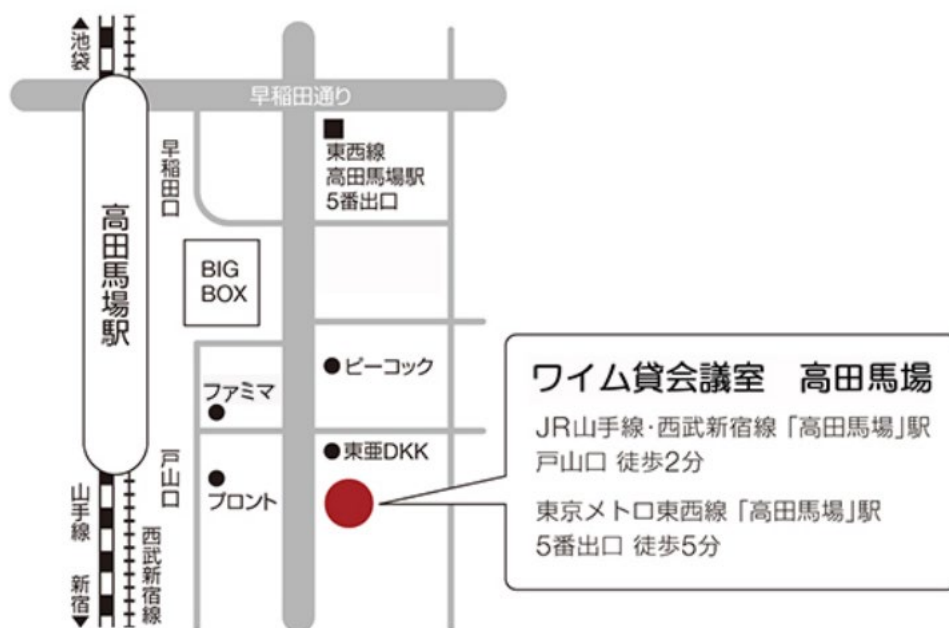 ▲池袋
早稲田通り
早稲田口
東西線
高田馬場駅
5番出口
高田馬場駅
BIG
BOX
ピーコック
ファミマ
東亜DKK
戸山口
プロント
山手線 新宿▼
西武新宿線
ワイム貸会議室 高田馬場
JR山手線・西武新宿線「高田馬場」駅
戸山口 徒歩2分
東京メトロ東西線「高田馬場」駅
5番出口 徒歩5分